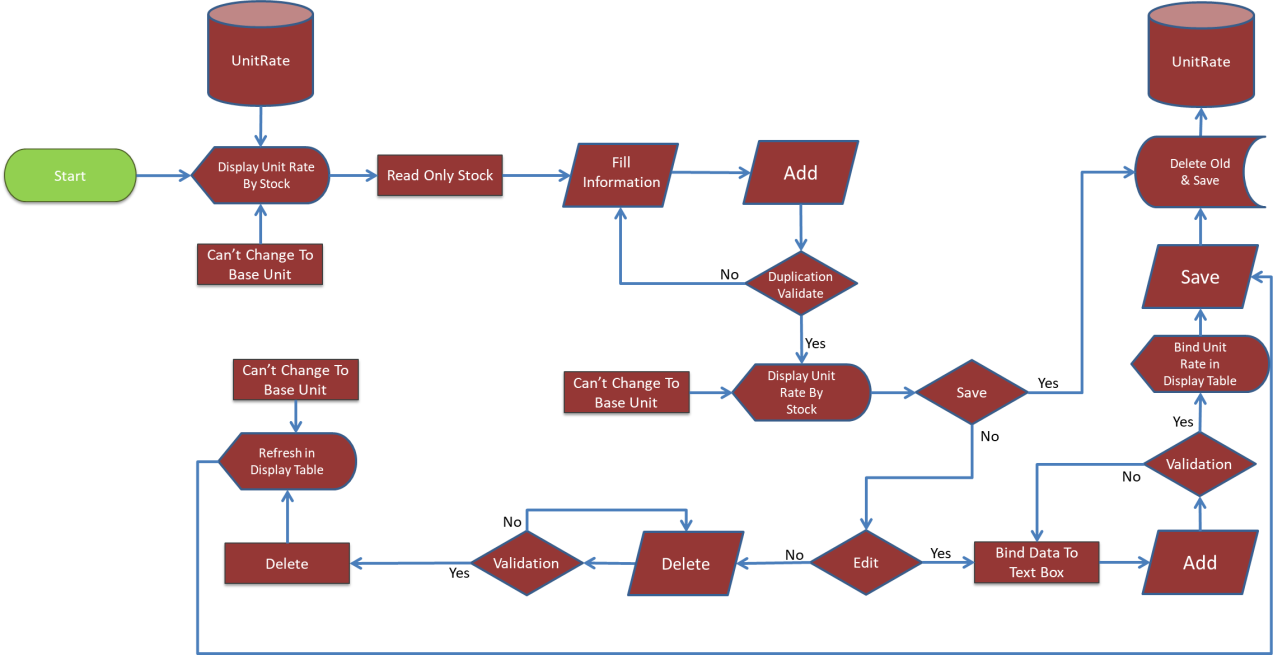 UnitRate
UnitRate
Start
Display Unit Rate
By Stock
Read Only Stock
Fill
Information
Add
Delete Old
& Save
Can't Change To
Base Unit
No
Duplication
Validate
Save
Yes
Can't Change To
Base Unit
Can't Change To
Base Unit
Display Unit
Rate By
Stock
Save
Yes
Bind Unit
Rate in
Display Table
No
Yes
Refresh in
Display Table
Validation
No
No
Delete
Yes
Validation
Delete
No
Edit
Yes
Bind Data To
Text Box
Add